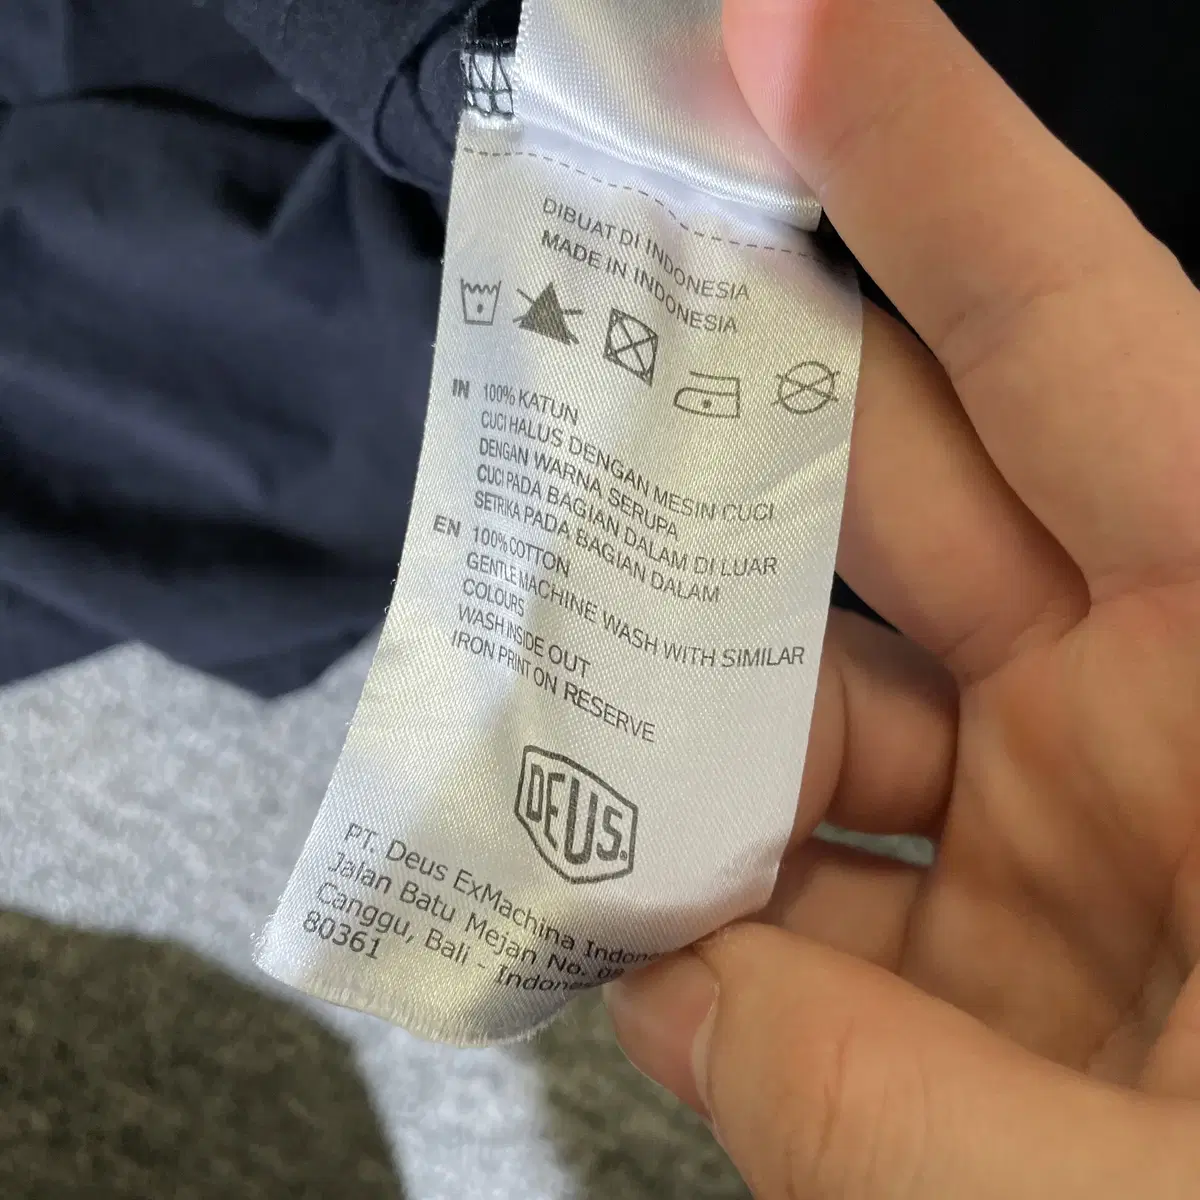 DIBUAT DI INDONESIA
MADE IN INDONESIA
IN 100% KATUN
CUCI HALUS DENGAN MESIN CUCI
DENGAN WARNA SERUPA
CUCI PADA BAGIAN DALAM DI LUAR
SETRIKA PADA BAGIAN DALAM
EN 100% COTTON
GENTLE MACHINE WASH WITH SIMILAR
COLOURS
WASH INSIDE OUT
IRON PRINT ON RESERVE
DEUS.
PT. Deus ExMachina
Jalan Batu Mejan No.
Canggu, Bali -
80361